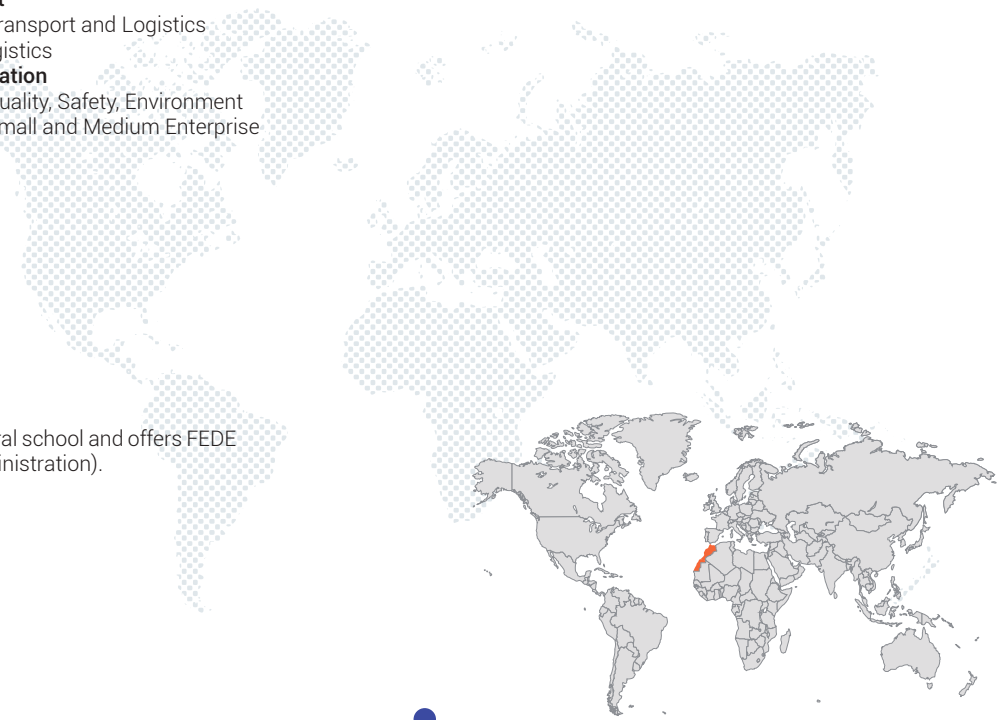 ransport and Logistics
gistics
ation
uality, Safety, Environment
mall and Medium Enterprise
al school and offers FEDE
inistration).